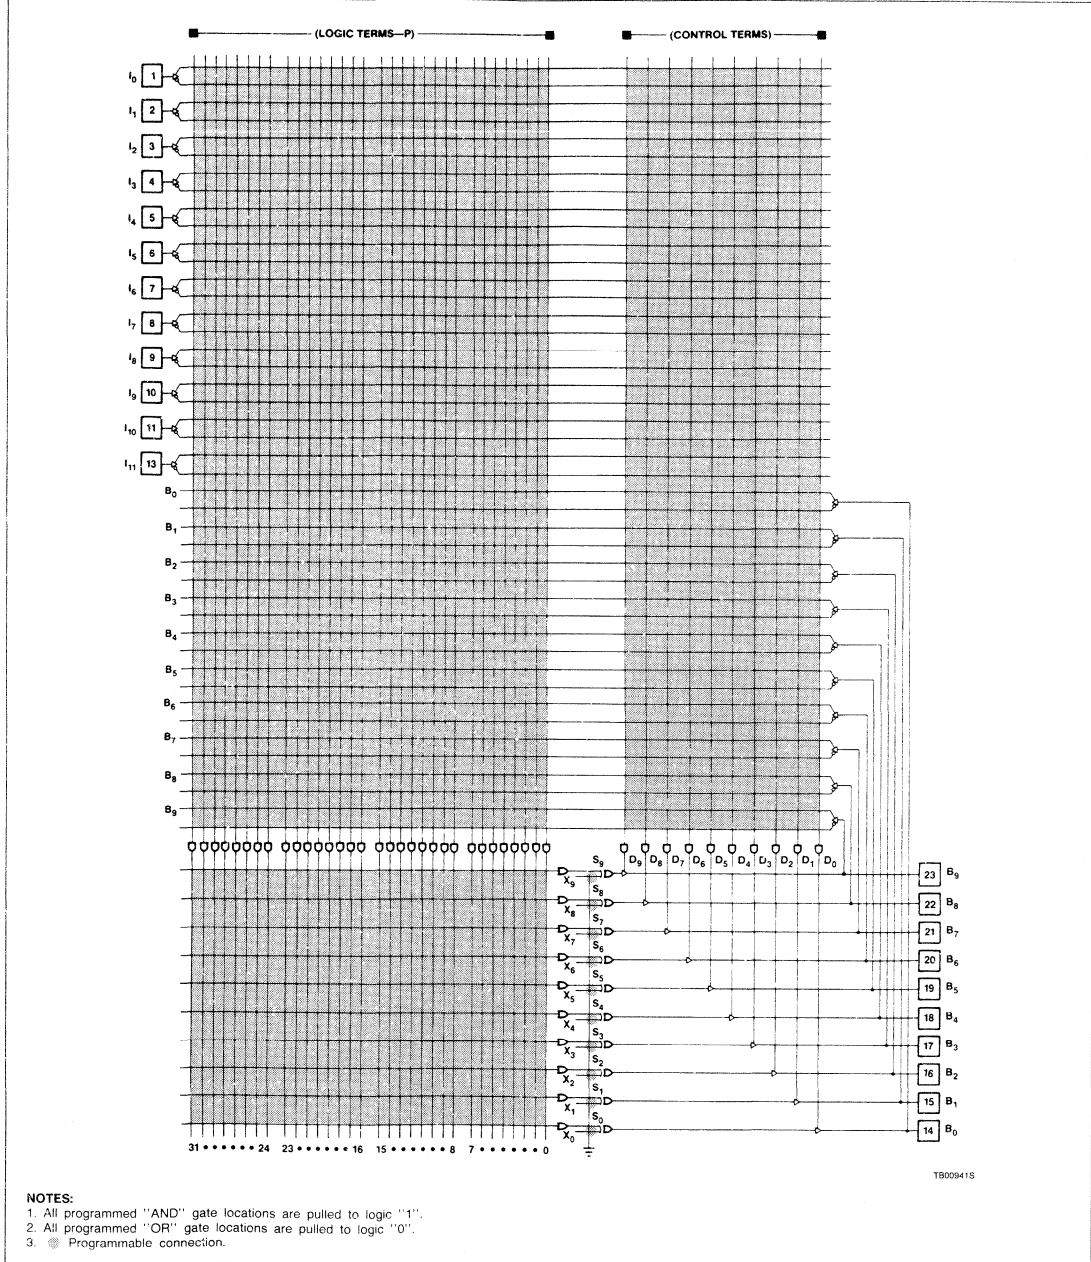 (LOGIC TERMS—P) (CONTROL TERMS)
I0 1
I1 2
I2 3
I3 4
I4 5
I5 6
I6 7
I7 8
I8 9
I9 10
I10 11
I11 13
B0
B1
B2
B3
B4
B5
B6
B7
B8
B9
S9 D9 D8 D7 D6 D5 D4 D3 D2 D1 D0
X9 23 B9
S8
X8 22 B8
S7
X7 21 B7
S6
X6 20 B6
S5
X5 19 B5
S4
X4 18 B4
S3
X3 17 B3
S2
X2 16 B2
S1
X1 15 B1
S0
X0 14 B0
31 • • • • • • 24 23 • • • • • • 16 15 • • • • • • 8 7 • • • • • • 0
TB00941S
NOTES:
1. All programmed "AND" gate locations are pulled to logic "1".
2. All programmed "OR" gate locations are pulled to logic "0".
3. Programmable connection.